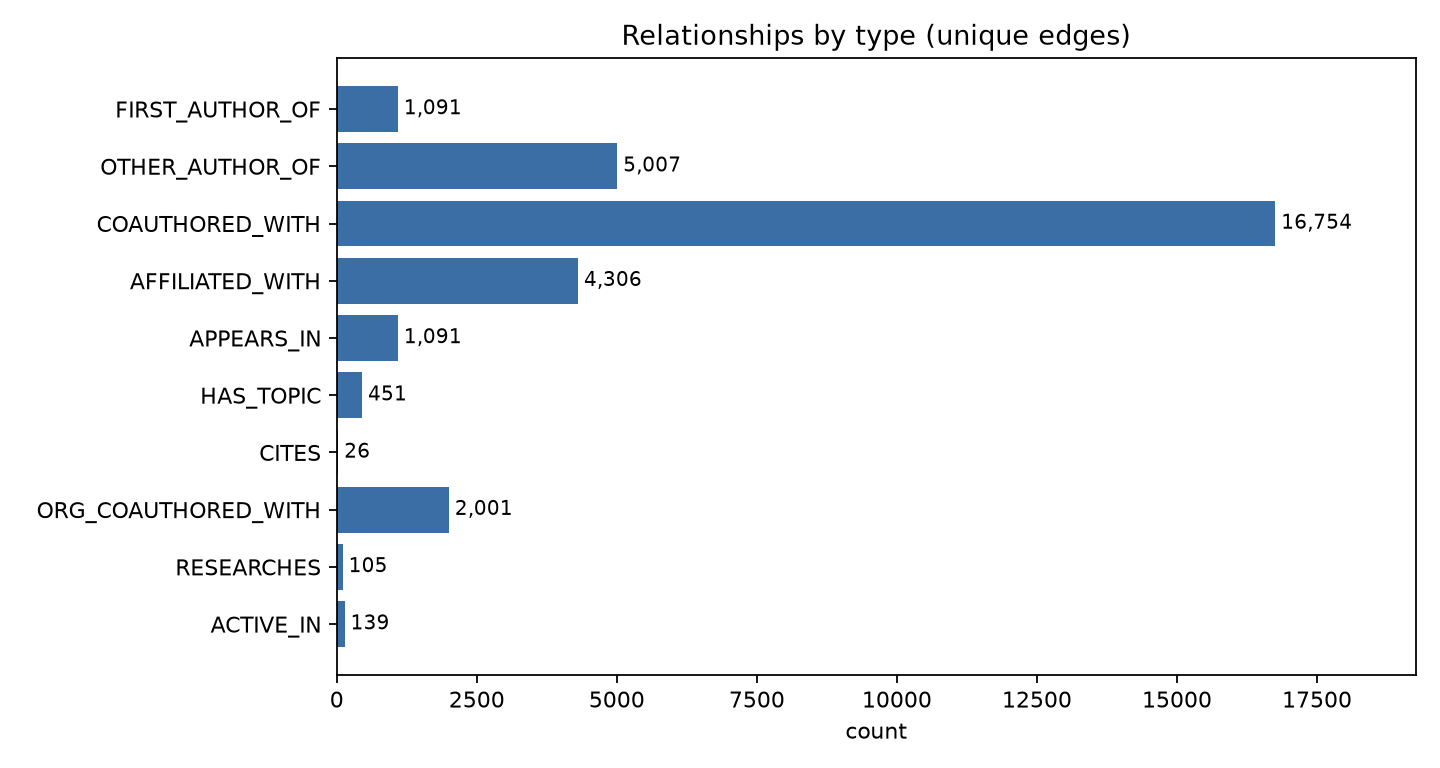 Relationships by type (unique edges)
FIRST_AUTHOR_OF 1,091
OTHER_AUTHOR_OF 5,007
COAUTHORED_WITH 16,754
AFFILIATED_WITH 4,306
APPEARS_IN 1,091
HAS_TOPIC 451
CITES 26
ORG_COAUTHORED_WITH 2,001
RESEARCHES 105
ACTIVE_IN 139
0 2500 5000 7500 10000 12500 15000 17500
count